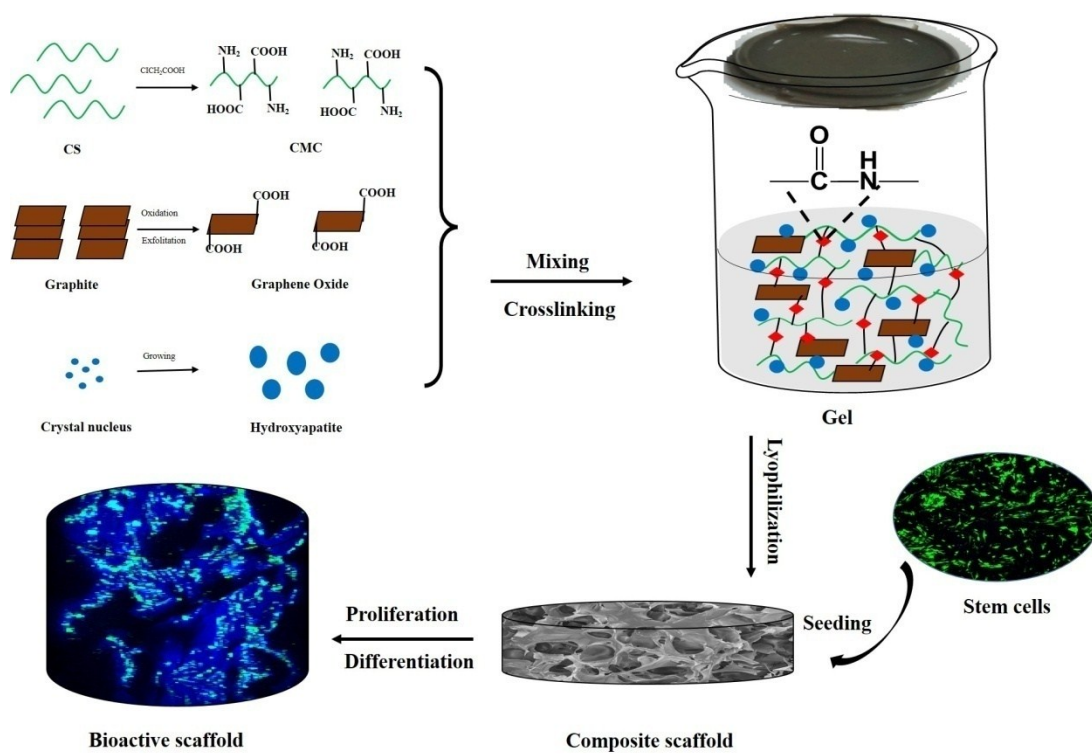 NH₂
COOH
NH₂
COOH
ClCH₂COOH
HOOC
NH₂
HOOC
NH₂
CS
CMC
COOH
COOH
Oxidation
Exfolitation
COOH
COOH
Graphite
Graphene Oxide
Growing
Crystal nucleus
Hydroxyapatite
Mixing
Crosslinking
O
H
C
N
Gel
Lyophilization
Stem cells
Seeding
Proliferation
Differentiation
Bioactive scaffold
Composite scaffold